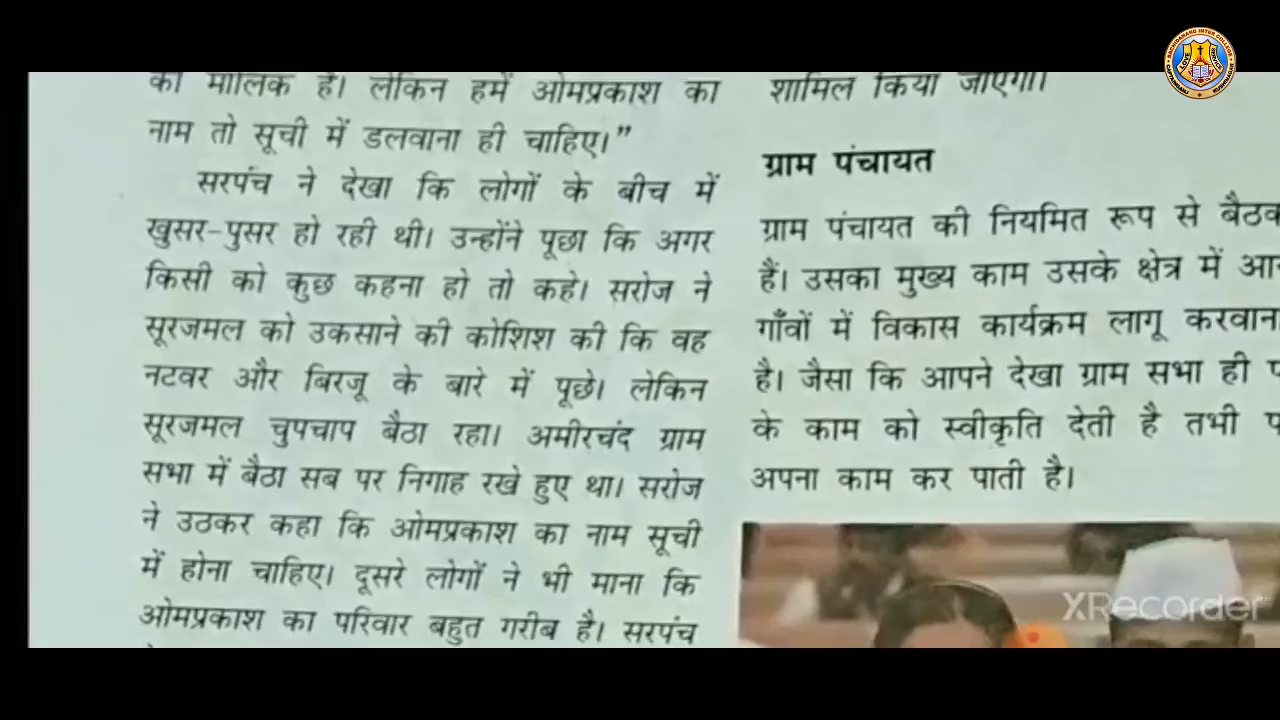 का मालिक है। लेकिन हमें ओमप्रकाश का
नाम तो सूची में डलवाना ही चाहिए।”
सरपंच ने देखा कि लोगों के बीच में
खुसर-पुसर हो रही थी। उन्होंने पूछा कि अगर
किसी को कुछ कहना हो तो कहे। सरोज ने
सूरजमल को उकसाने की कोशिश की कि वह
नटवर और बिरजू के बारे में पूछे। लेकिन
सूरजमल चुपचाप बैठा रहा। अमीरचंद ग्राम
सभा में बैठा सब पर निगाह रखे हुए था। सरोज
ने उठकर कहा कि ओमप्रकाश का नाम सूची
में होना चाहिए। दूसरे लोगों ने भी माना कि
ओमप्रकाश का परिवार बहुत गरीब है। सरपंच
शामिल किया जाएगा।
ग्राम पंचायत
ग्राम पंचायत की नियमित रूप से बैठक
हैं। उसका मुख्य काम उसके क्षेत्र में
गाँवों में विकास कार्यक्रम लागू करवाना
है। जैसा कि आपने देखा ग्राम सभा ही
के काम को स्वीकृति देती है तभी
अपना काम कर पाती है।
XRecorder